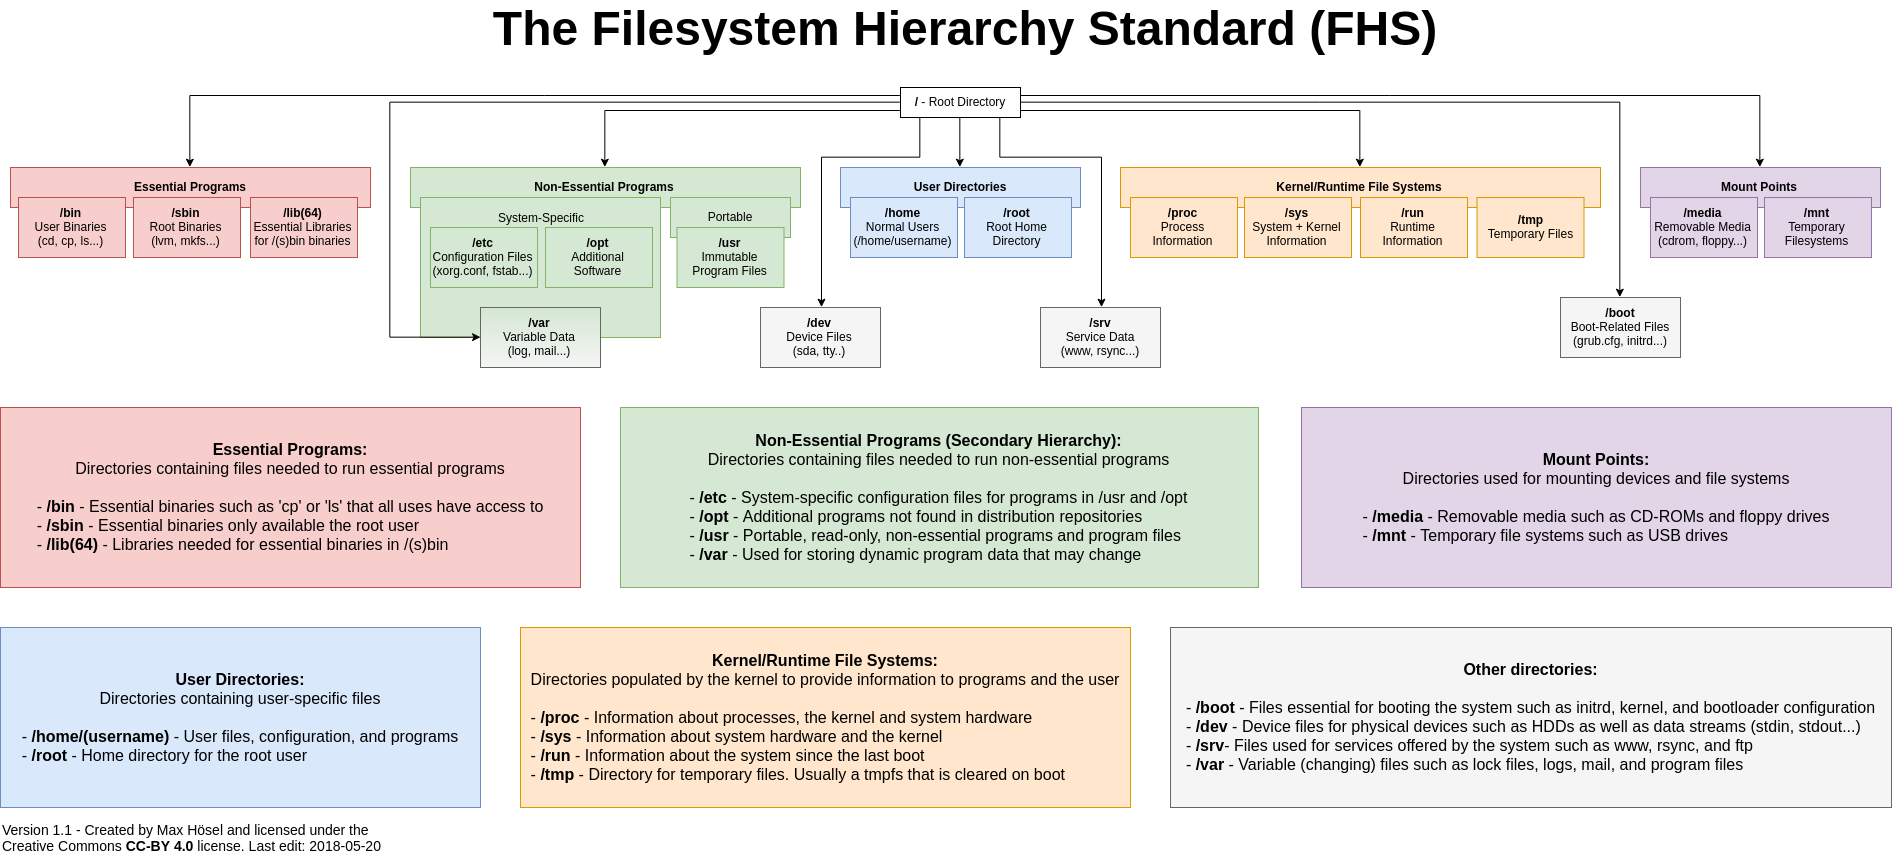 The Filesystem Hierarchy Standard (FHS)
/ - Root Directory
Essential Programs
/bin
User Binaries
(cd, cp, ls...)
/sbin
Root Binaries
(lvm, mkfs...)
/lib(64)
Essential Libraries
for /(s)bin binaries
Non-Essential Programs
System-Specific
/etc
Configuration Files
(xorg.conf, fstab...)
/opt
Additional
Software
Portable
/usr
Immutable
Program Files
/var
Variable Data
(log, mail...)
/dev
Device Files
(sda, tty..)
User Directories
/home
Normal Users
(/home/username)
/root
Root Home
Directory
/srv
Service Data
(www, rsync...)
Kernel/Runtime File Systems
/proc
Process
Information
/sys
System + Kernel
Information
/run
Runtime
Information
/tmp
Temporary Files
/boot
Boot-Related Files
(grub.cfg, initrd...)
Mount Points
/media
Removable Media
(cdrom, floppy...)
/mnt
Temporary
Filesystems
Essential Programs:
Directories containing files needed to run essential programs
- /bin - Essential binaries such as 'cp' or 'ls' that all uses have access to
- /sbin - Essential binaries only available the root user
- /lib(64) - Libraries needed for essential binaries in /(s)bin
Non-Essential Programs (Secondary Hierarchy):
Directories containing files needed to run non-essential programs
- /etc - System-specific configuration files for programs in /usr and /opt
- /opt - Additional programs not found in distribution repositories
- /usr - Portable, read-only, non-essential programs and program files
- /var - Used for storing dynamic program data that may change
Mount Points:
Directories used for mounting devices and file systems
- /media - Removable media such as CD-ROMs and floppy drives
- /mnt - Temporary file systems such as USB drives
User Directories:
Directories containing user-specific files
- /home/(username) - User files, configuration, and programs
- /root - Home directory for the root user
Kernel/Runtime File Systems:
Directories populated by the kernel to provide information to programs and the user
- /proc - Information about processes, the kernel and system hardware
- /sys - Information about system hardware and the kernel
- /run - Information about the system since the last boot
- /tmp - Directory for temporary files. Usually a tmpfs that is cleared on boot
Other directories:
- /boot - Files essential for booting the system such as initrd, kernel, and bootloader configuration
- /dev - Device files for physical devices such as HDDs as well as data streams (stdin, stdout...)
- /srv- Files used for services offered by the system such as www, rsync, and ftp
- /var - Variable (changing) files such as lock files, logs, mail, and program files
Version 1.1 - Created by Max Hösel and licensed under the
Creative Commons CC-BY 4.0 license. Last edit: 2018-05-20